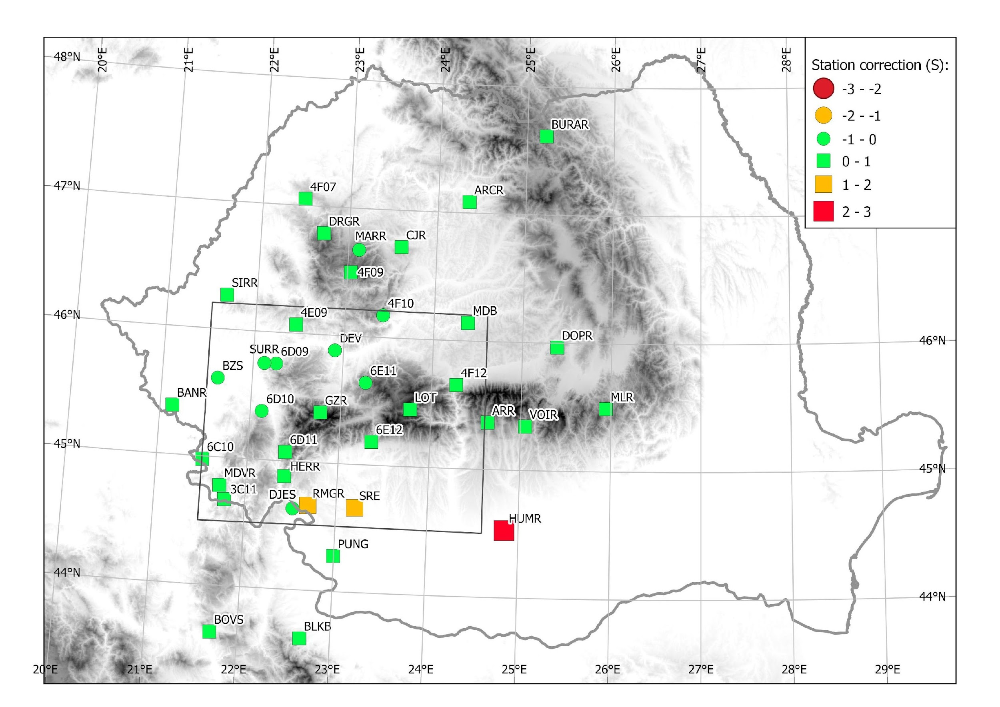 20°E
21°E
22°E
23°E
24°E
25°E
26°E
27°E
28°E
48°N
Station correction (S):
-3 - -2
-2 - -1
-1 - 0
0 - 1
1 - 2
2 - 3
BURAR
47°N
4F07
ARCR
DRGR
MARR
CJR
4F09
SIRR
4F10
46°N
4E09
MDB
DEV
DOPR
46°N
SURR
6D09
BZS
6E11
4F12
BANR
6D10
GZR
LOT
MLR
ARR
VOIR
6E12
45°N
6C10
6D11
HERR
45°N
MDVR
3C11
DJES
RMGR
SRE
HUMR
PUNG
44°N
44°N
BOVS
BLKB
20°E
21°E
22°E
23°E
24°E
25°E
26°E
27°E
28°E
29°E